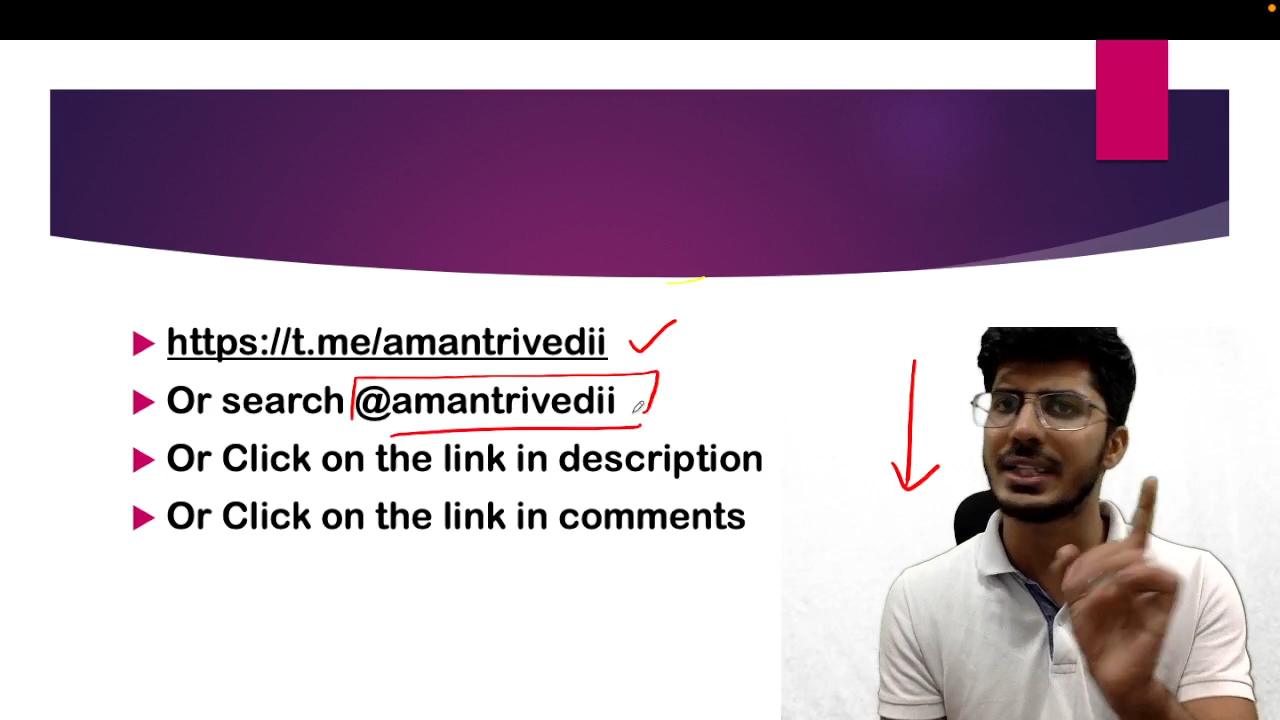 https://t.me/amantrivedii
Or search @amantrivedii
Or Click on the link in description
Or Click on the link in comments